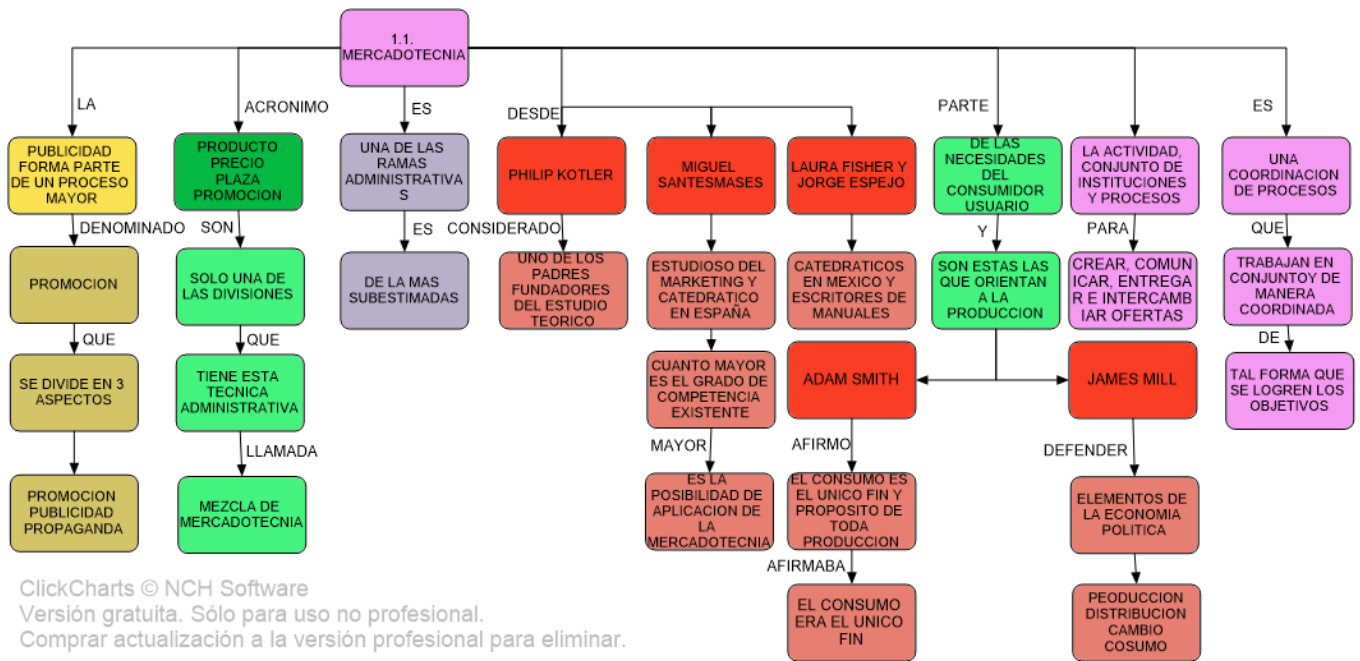 1.1.
MERCADOTECNIA
LA
ACRONIMO
ES
DESDE
PARTE
ES
PUBLICIDAD
FORMA PARTE
DE UN PROCESO
MAYOR
PRODUCTO
PRECIO
PLAZA
PROMOCION
UNA DE LAS
RAMAS
ADMINISTRATIVA
S
PHILIP KOTLER
MIGUEL
SANTESMASES
LAURA FISHER Y
JORGE ESPEJO
DE LAS
NECESIDADES
DEL
CONSUMIDOR
USUARIO
LA ACTIVIDAD,
CONJUNTO DE
INSTITUCIONES
Y PROCESOS
UNA
COORDINACION
DE PROCESOS
DENOMINADO
SON
ES
CONSIDERADO
Y
PARA
QUE
PROMOCION
SOLO UNA DE
LAS DIVISIONES
DE LA MAS
SUBESTIMADAS
UNO DE LOS
PADRES
FUNDADORES
DEL ESTUDIO
TEORICO
ESTUDIOSO DEL
MARKETING Y
CATEDRATICO
EN ESPAÑA
CATEDRATICOS
EN MEXICO Y
ESCRITORES DE
MANUALES
SON ESTAS LAS
QUE ORIENTAN
A LA
PRODUCCION
CREAR, COMUN
ICAR, ENTREGA
R E INTERCAMB
IAR OFERTAS
TRABAJAN EN
CONJUNTOY DE
MANERA
COORDINADA
QUE
QUE
DE
SE DIVIDE EN 3
ASPECTOS
TIENE ESTA
TECNICA
ADMINISTRATIVA
CUANTO MAYOR
ES EL GRADO DE
COMPETENCIA
EXISTENTE
ADAM SMITH
JAMES MILL
TAL FORMA QUE
SE LOGREN LOS
OBJETIVOS
LLAMADA
MAYOR
AFIRMO
DEFENDER
PROMOCION
PUBLICIDAD
PROPAGANDA
MEZCLA DE
MERCADOTECNIA
ES LA
POSIBILIDAD DE
APLICACION DE
LA
MERCADOTECNIA
EL CONSUMO ES
EL UNICO FIN Y
PROPOSITO DE
TODA
PRODUCCION
ELEMENTOS DE
LA ECONOMIA
POLITICA
AFIRMABA
EL CONSUMO
ERA EL UNICO
FIN
PEODUCCION
DISTRIBUCION
CAMBIO
COSUMO
ClickCharts © NCH Software
Versión gratuita. Sólo para uso no profesional.
Comprar actualización a la versión profesional para eliminar.